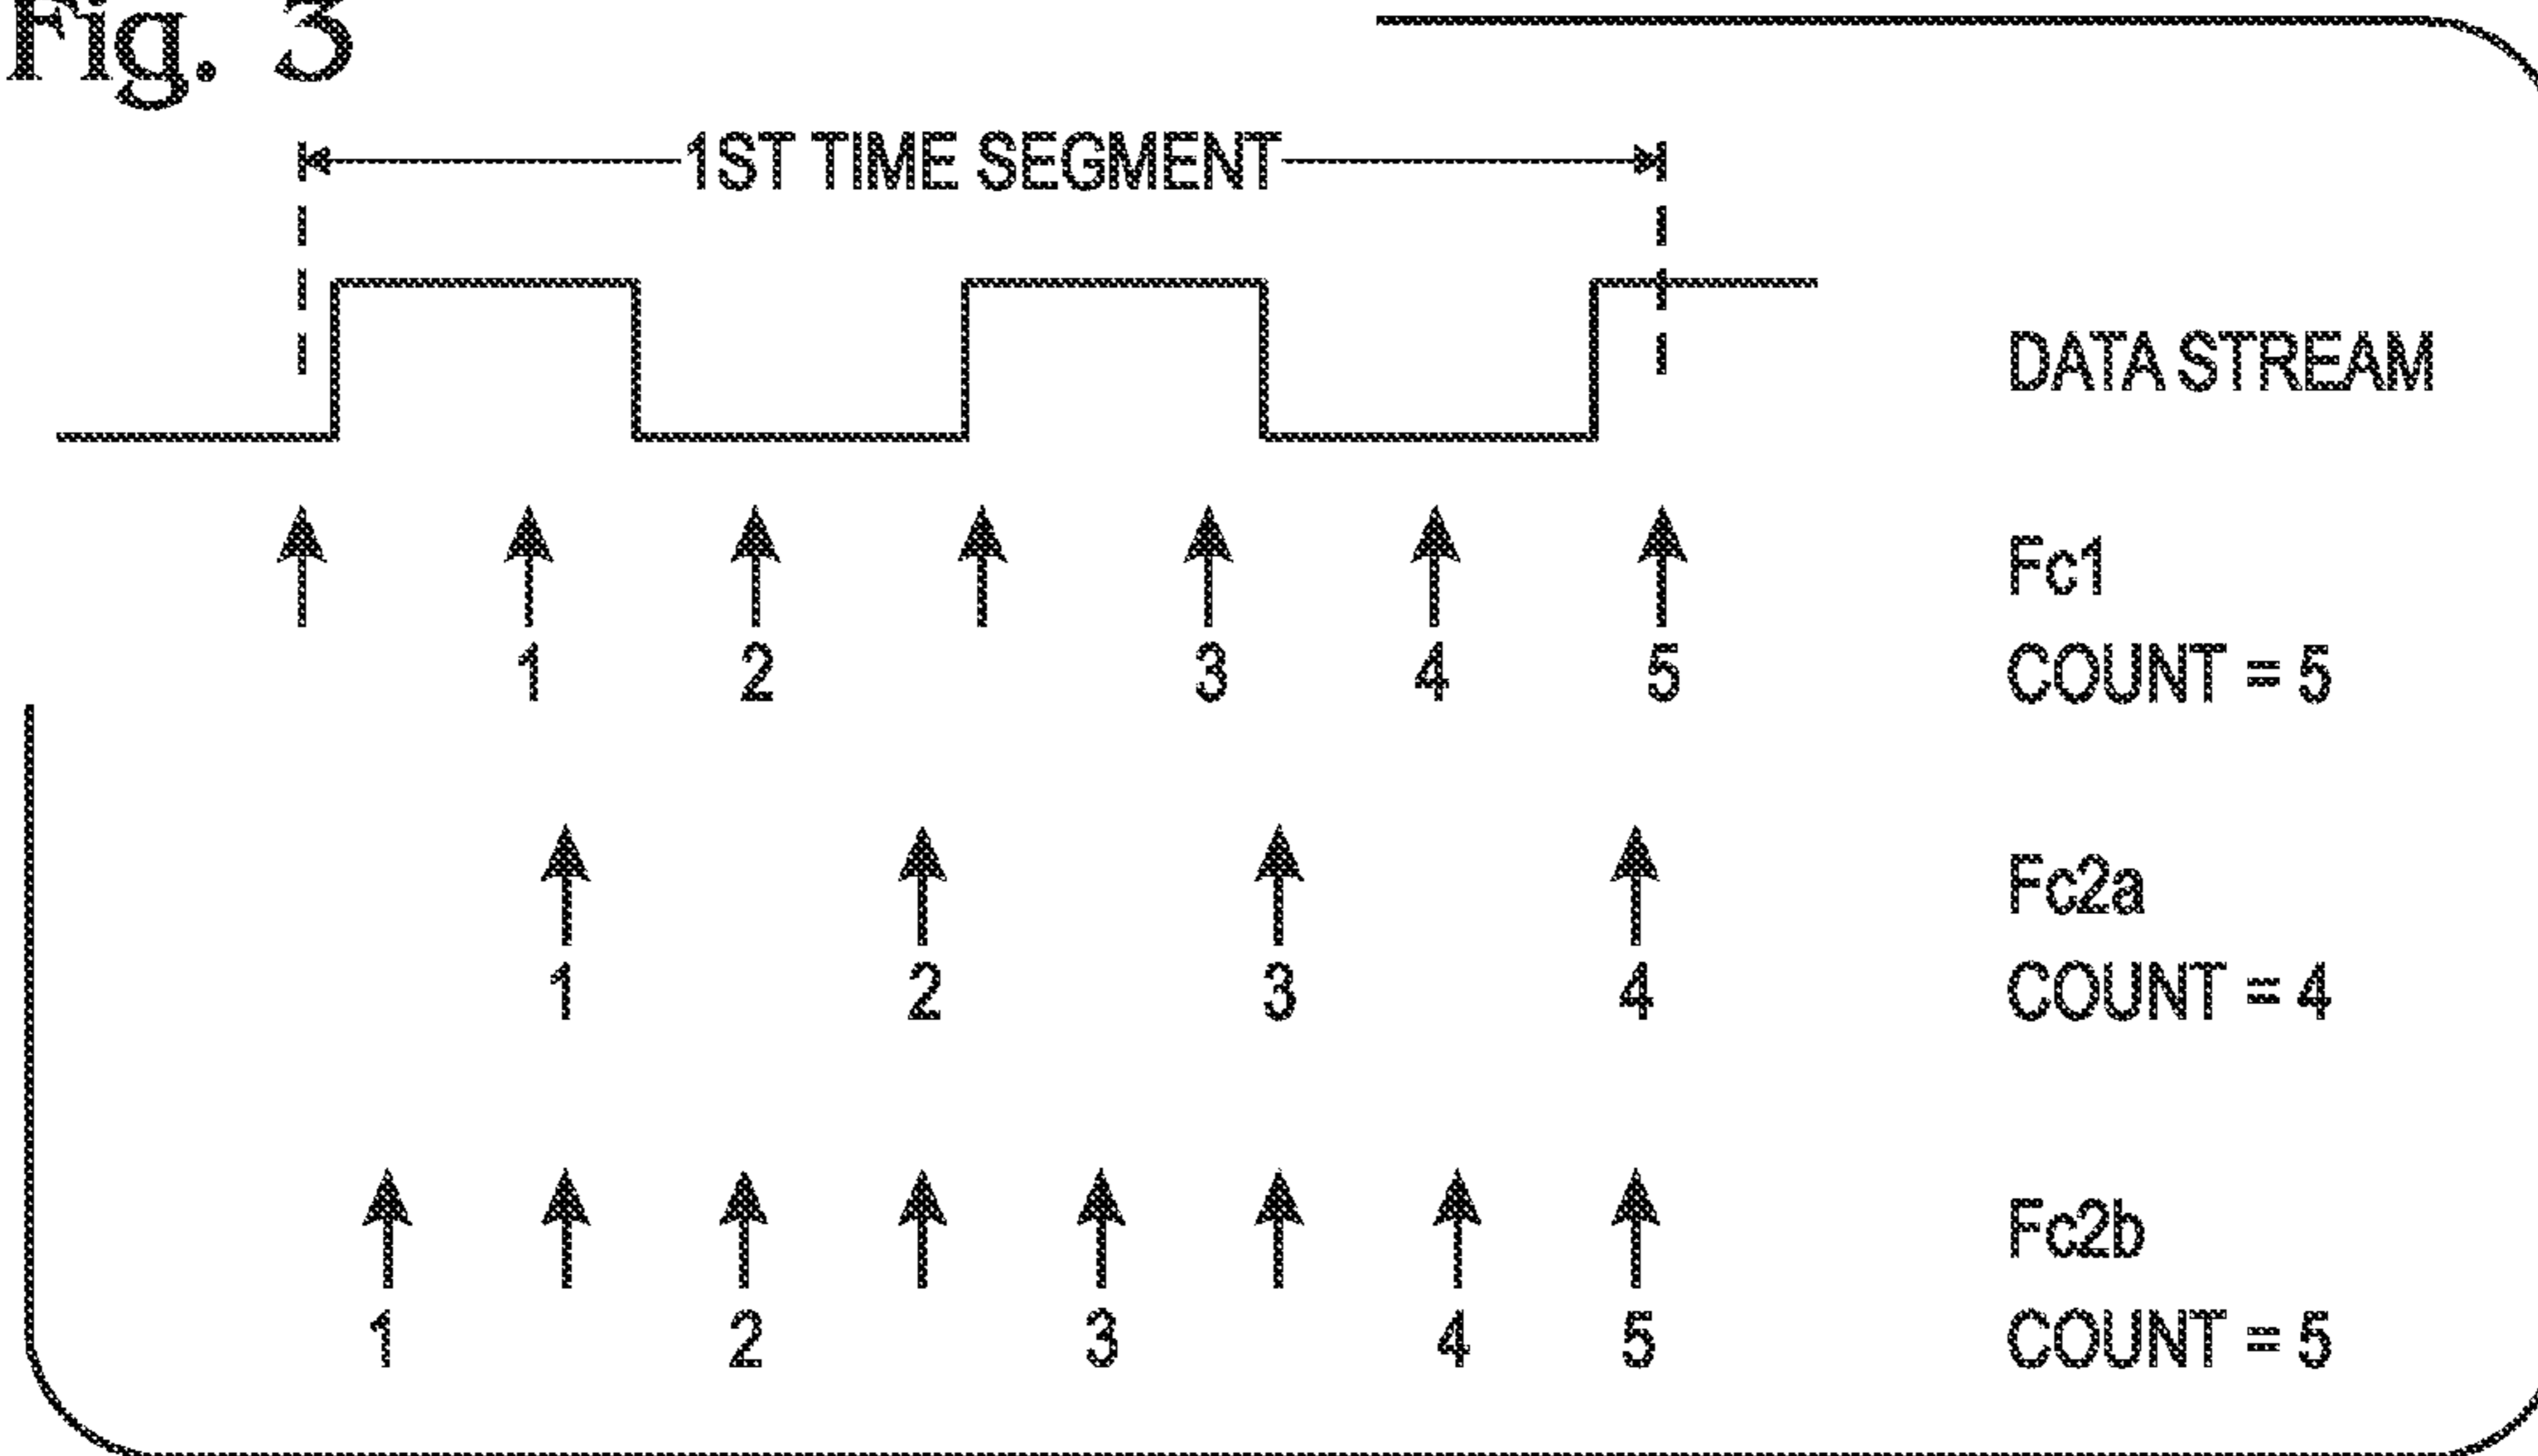 Fig. 3
1ST TIME SEGMENT
DATA STREAM
Fc1
1 2 3 4 5 COUNT = 5
Fc2a
1 2 3 4 COUNT = 4
Fc2b
1 2 3 4 5 COUNT = 5